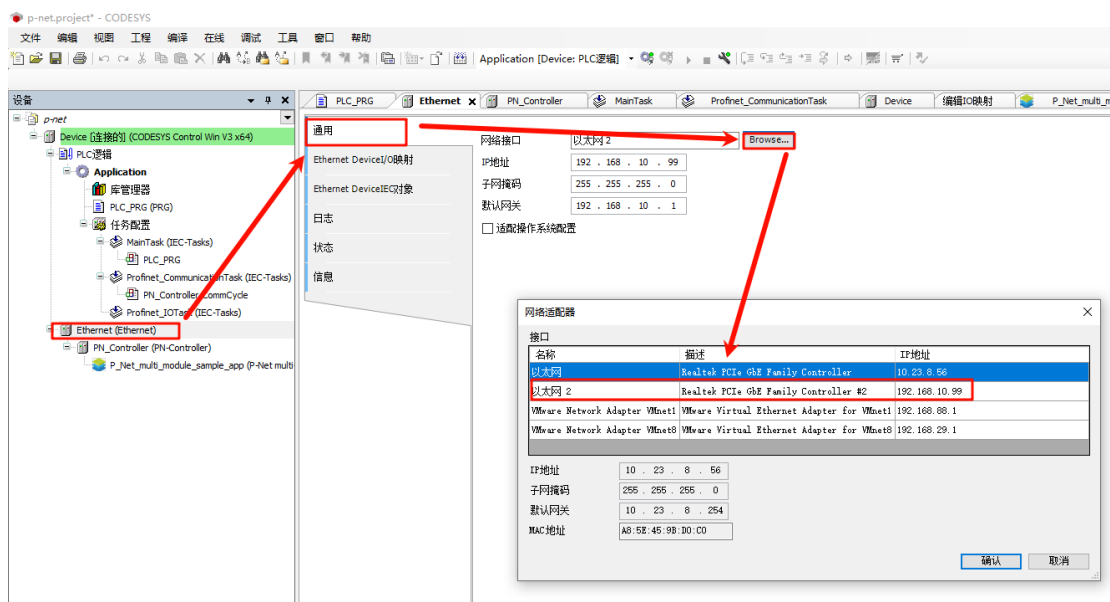 p-net.project* - CODESYS
文件 编辑 视图 工程 编译 在线 调试 工具 窗口 帮助
Application [Device: PLC逻辑]
设备
PLC_PRG Ethernet PN_Controller MainTask Profinet_CommunicationTask Device 编辑IO映射 P_Net_multi_m
p-net
Device [连接的] (CODESYS Control Win V3 x64)
PLC逻辑
Application
库管理器
PLC_PRG (PRG)
任务配置
MainTask (IEC-Tasks)
PLC_PRG
Profinet_CommunicationTask (IEC-Tasks)
PN_Controller.CommCycle
Profinet_IOTask (IEC-Tasks)
Ethernet (Ethernet)
PN_Controller (PN-Controller)
P_Net_multi_module_sample_app (P-Net multi
通用
Ethernet DeviceI/O映射
Ethernet DeviceIEC对象
日志
状态
信息
网络接口 以太网 2 Browse...
IP地址 192 . 168 . 10 . 99
子网掩码 255 . 255 . 255 . 0
默认网关 192 . 168 . 10 . 1
适配操作系统配置
网络适配器
接口
名称 描述 IP地址
以太网 Realtek PCIe GbE Family Controller 10.23.8.56
以太网 2 Realtek PCIe GbE Family Controller #2 192.168.10.99
VMware Network Adapter VMnet1 VMware Virtual Ethernet Adapter for VMnet1 192.168.88.1
VMware Network Adapter VMnet8 VMware Virtual Ethernet Adapter for VMnet8 192.168.29.1
IP地址 10 . 23 . 8 . 56
子网掩码 255 . 255 . 255 . 0
默认网关 10 . 23 . 8 . 254
MAC地址 A8:5E:45:9B:D0:C0
确认 取消